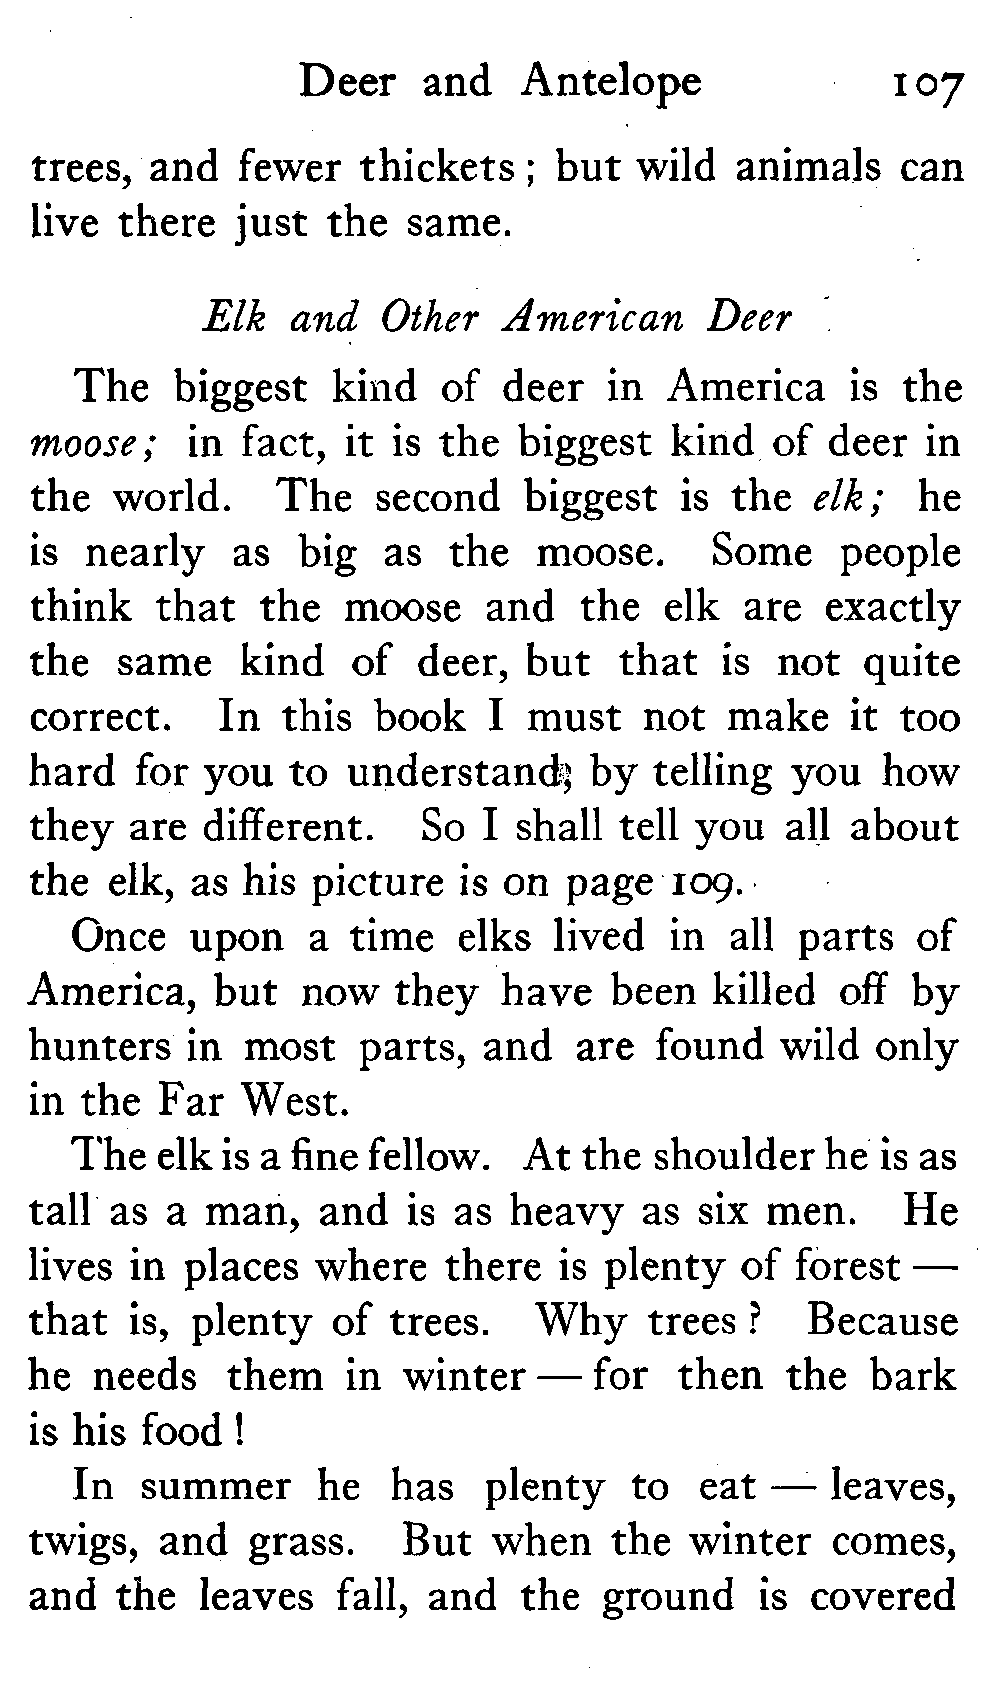 Deer and Antelope 107
trees, and fewer thickets; but wild animals can
live there just the same.
Elk and Other American Deer
The biggest kind of deer in America is the
moose; in fact, it is the biggest kind of deer in
the world. The second biggest is the elk; he
is nearly as big as the moose. Some people
think that the moose and the elk are exactly
the same kind of deer, but that is not quite
correct. In this book I must not make it too
hard for you to understand, by telling you how
they are different. So I shall tell you all about
the elk, as his picture is on page 109.
Once upon a time elks lived in all parts of
America, but now they have been killed off by
hunters in most parts, and are found wild only
in the Far West.
The elk is a fine fellow. At the shoulder he is as
tall as a man, and is as heavy as six men. He
lives in places where there is plenty of forest —
that is, plenty of trees. Why trees? Because
he needs them in winter — for then the bark
is his food!
In summer he has plenty to eat — leaves,
twigs, and grass. But when the winter comes,
and the leaves fall, and the ground is covered